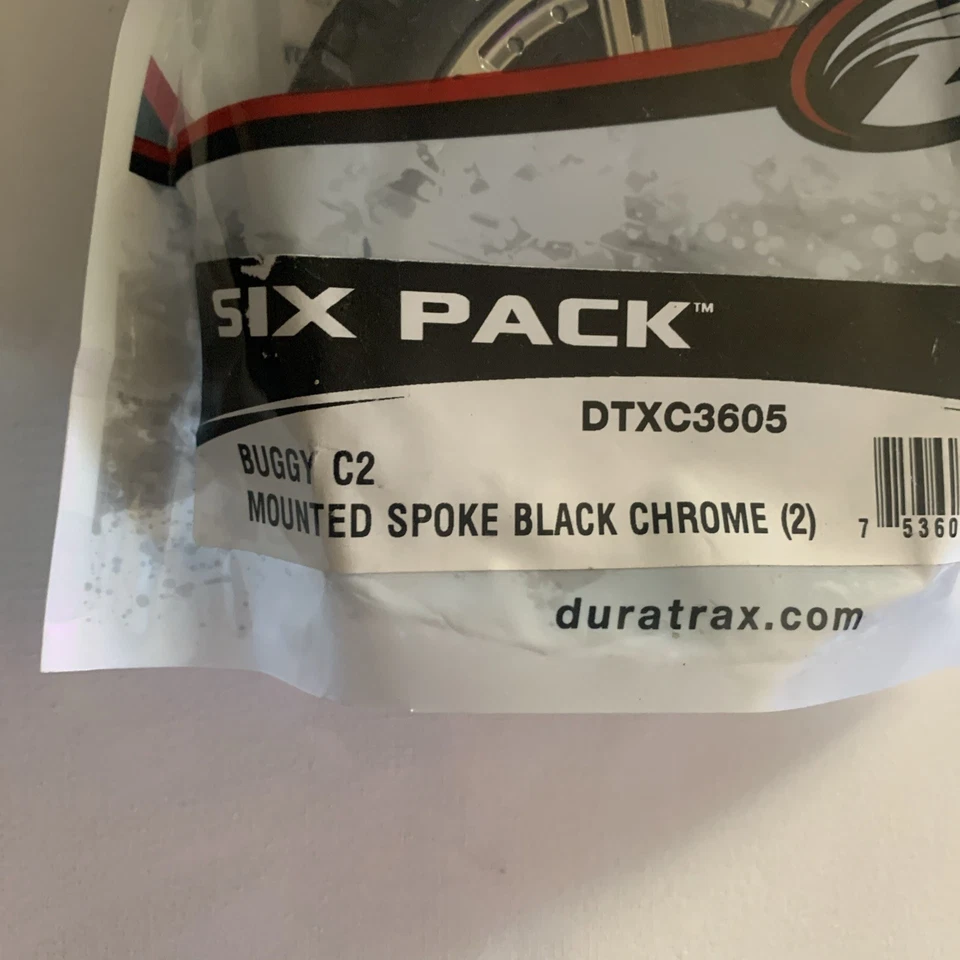 SIX PACK™
DTXC3605
BUGGY C2
MOUNTED SPOKE BLACK CHROME (2)
7 5360
duratrax.com